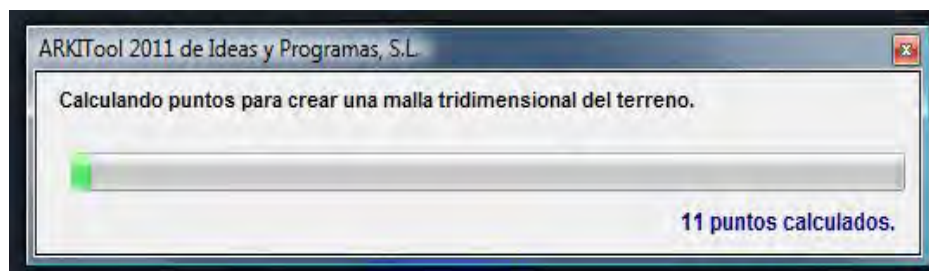 ARKITool 2011 de Ideas y Programas, S.L.
Calculando puntos para crear una malla tridimensional del terreno.
11 puntos calculados.